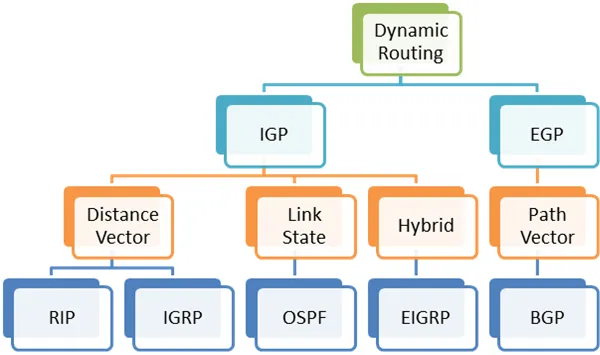 Dynamic
Routing
IGP
EGP
Distance
Vector
Link
State
Hybrid
Path
Vector
RIP
IGRP
OSPF
EIGRP
BGP